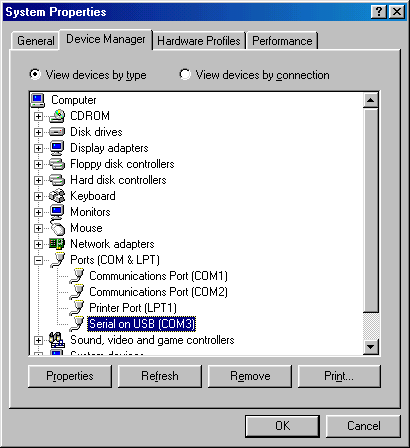 System Properties
General Device Manager Hardware Profiles Performance
View devices by type View devices by connection
Computer
CDROM
Disk drives
Display adapters
Floppy disk controllers
Hard disk controllers
Keyboard
Monitors
Mouse
Network adapters
Ports (COM & LPT)
Communications Port (COM1)
Communications Port (COM2)
Printer Port (LPT1)
Serial on USB (COM3)
Sound, video and game controllers
System devices
Properties Refresh Remove Print...
OK Cancel